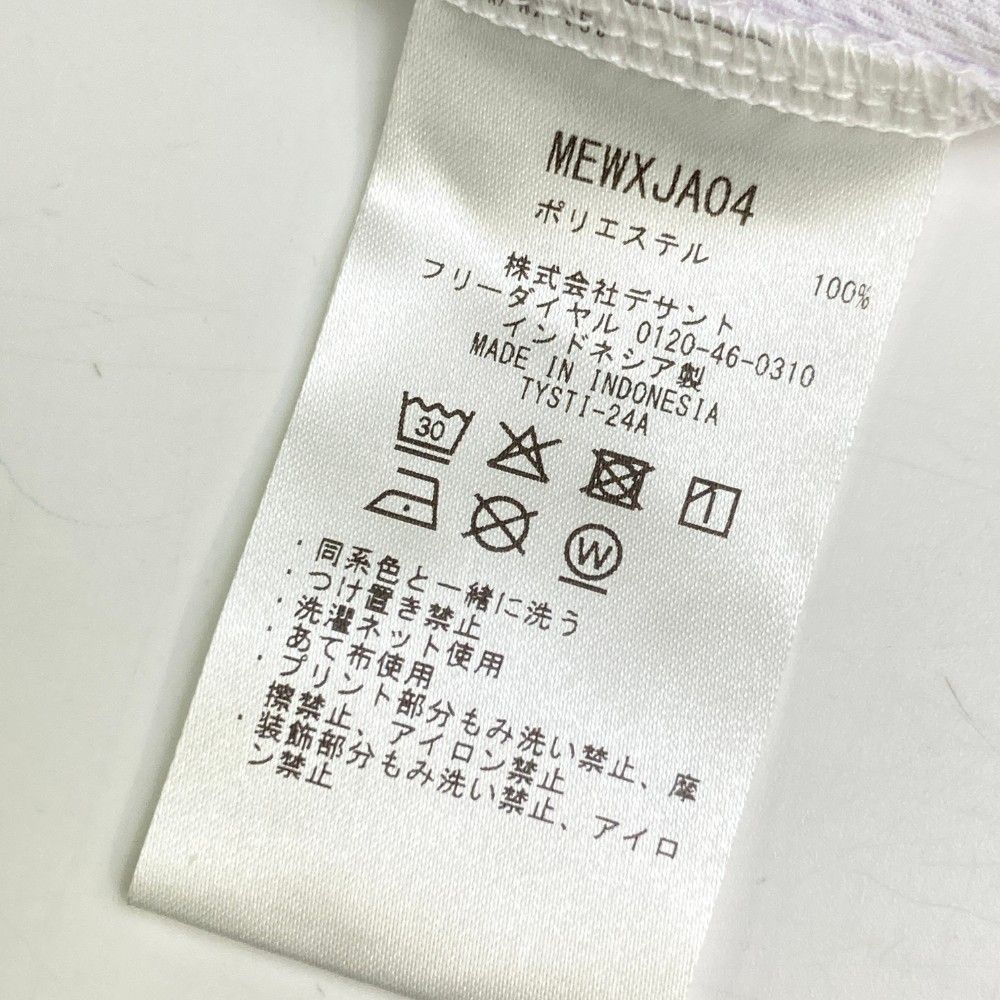 MEWXJA04
ポリエステル 100%
株式会社デサント
フリーダイヤル 0120-46-0310
インドネシア製
MADE IN INDONESIA
TYSTI-24A
30
W
・同系色と一緒に洗う
・つけ置き禁止
・洗濯ネット使用
・あて布使用
・プリント部分もみ洗い禁止、摩
擦禁止、アイロン禁止
・装飾部分もみ洗い禁止、アイロ
ン禁止